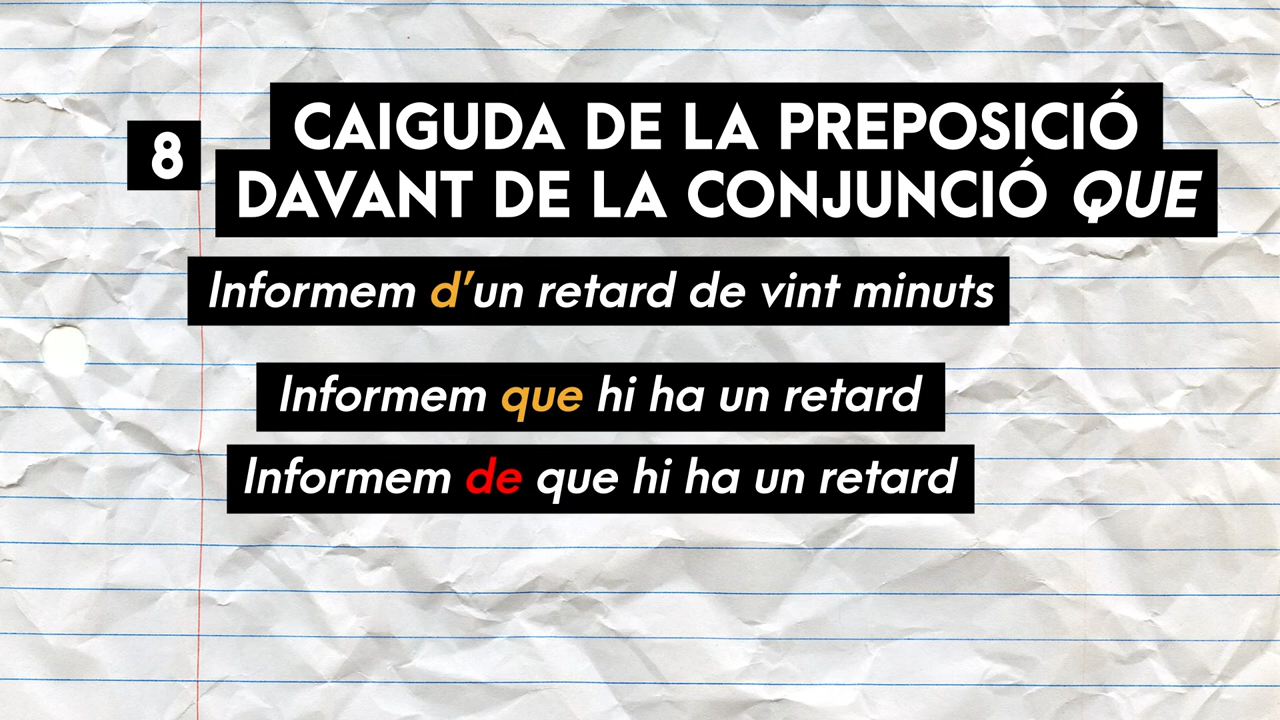 8
CAIGUDA DE LA PREPOSICIÓ
DAVANT DE LA CONJUNCIÓ QUE
Informem d'un retard de vint minuts
Informem que hi ha un retard
Informem de que hi ha un retard